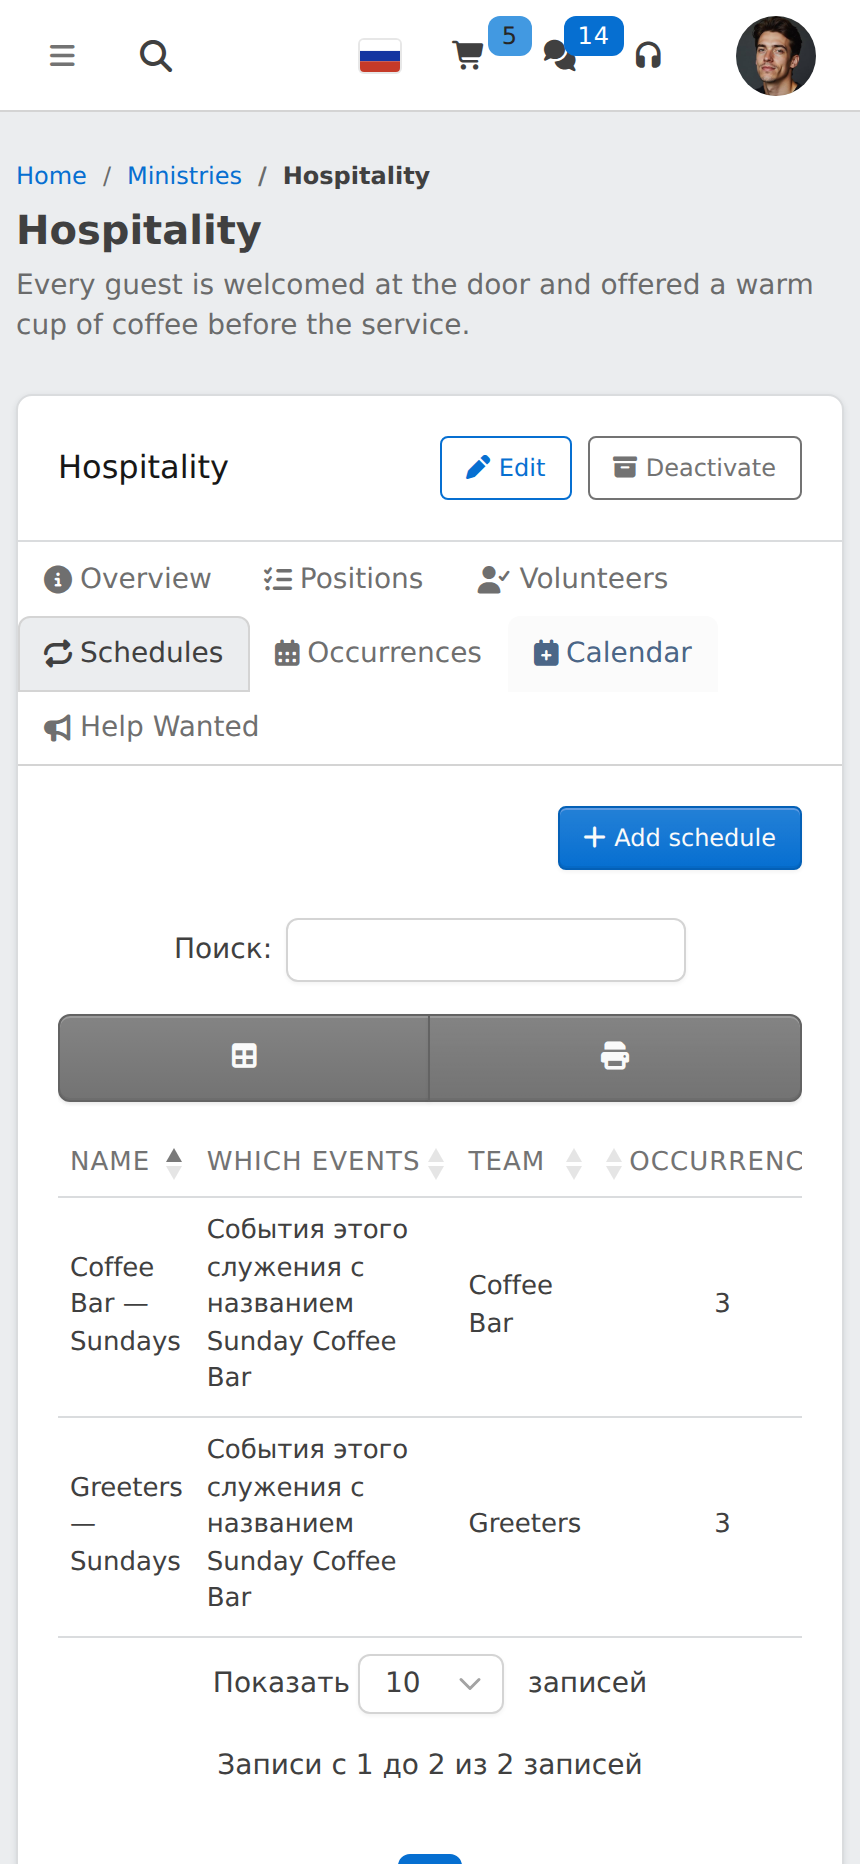 5
14
Home / Ministries / Hospitality
Hospitality
Every guest is welcomed at the door and offered a warm
cup of coffee before the service.
Hospitality
Edit
Deactivate
Overview
Positions
Volunteers
Schedules
Occurrences
Calendar
Help Wanted
Add schedule
Поиск:
NAME
WHICH EVENTS
TEAM
OCCURRENC
Coffee
Bar —
Sundays
События этого
служения с
названием
Sunday Coffee
Bar
Coffee
Bar
3
Greeters
—
Sundays
События этого
служения с
названием
Sunday Coffee
Bar
Greeters
3
Показать 10 записей
Записи с 1 до 2 из 2 записей